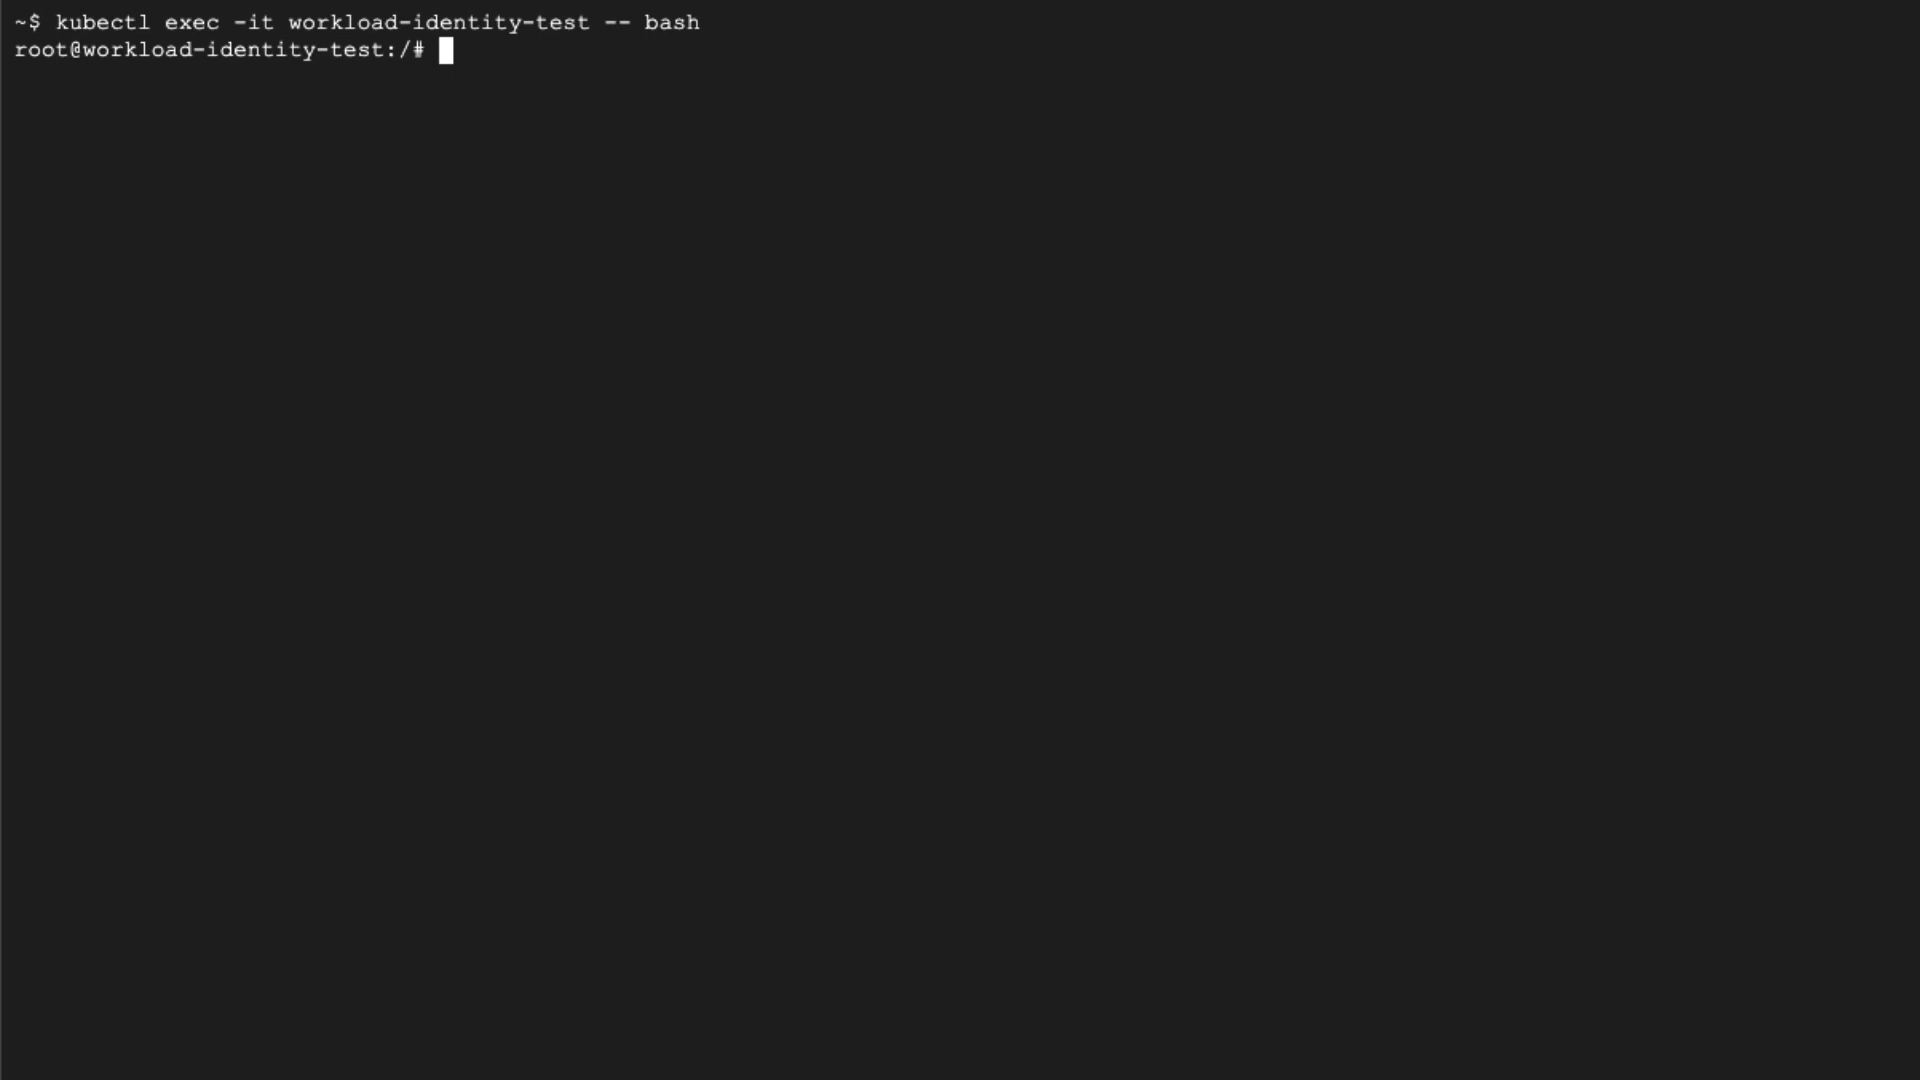 ~$ kubectl exec -it workload-identity-test -- bash
root@workload-identity-test:/#